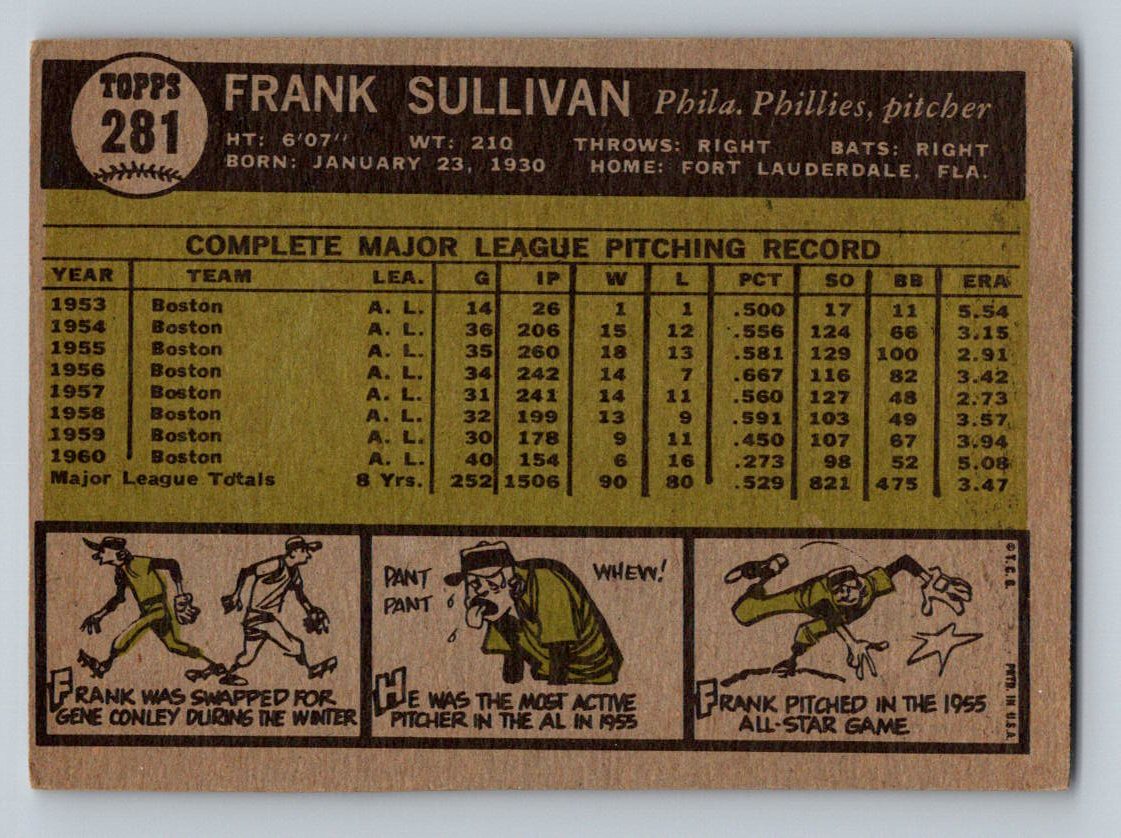 TOPPS
281
FRANK SULLIVAN Phila. Phillies, pitcher
HT: 6'07" WT: 210 THROWS: RIGHT BATS: RIGHT
BORN: JANUARY 23, 1930 HOME: FORT LAUDERDALE, FLA.
COMPLETE MAJOR LEAGUE PITCHING RECORD
YEAR TEAM LEA. G IP W L PCT SO BB ERA
1953 Boston A. L. 14 26 1 1 .500 17 11 5.54
1954 Boston A. L. 36 206 15 12 .556 124 66 3.15
1955 Boston A. L. 35 260 18 13 .581 129 100 2.91
1956 Boston A. L. 34 242 14 7 .667 116 82 3.42
1957 Boston A. L. 31 241 14 11 .560 127 48 2.73
1958 Boston A. L. 32 199 13 9 .591 103 49 3.57
1959 Boston A. L. 30 178 9 11 .450 107 67 3.94
1960 Boston A. L. 40 154 6 16 .273 98 52 5.08
Major League Totals 8 Yrs. 252 1506 90 80 .529 821 475 3.47
FRANK WAS SWAPPED FOR
GENE CONLEY DURING THE WINTER
PANT
PANT
WHEW!
HE WAS THE MOST ACTIVE
PITCHER IN THE AL IN 1955
FRANK PITCHED IN THE 1955
ALL-STAR GAME
© T. C. G. PRTD. IN U.S.A.